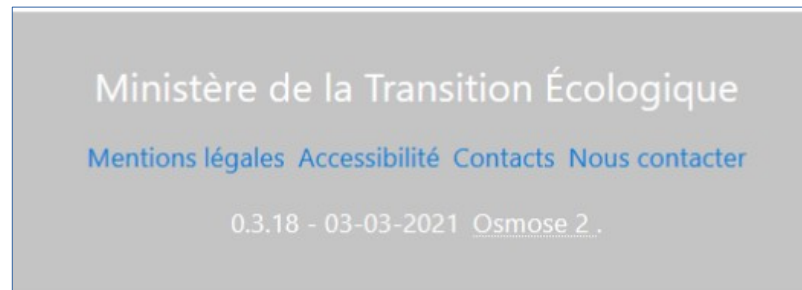 Ministère de la Transition Écologique
Mentions légales Accessibilité Contacts Nous contacter
0.3.18 - 03-03-2021 Osmose 2 .